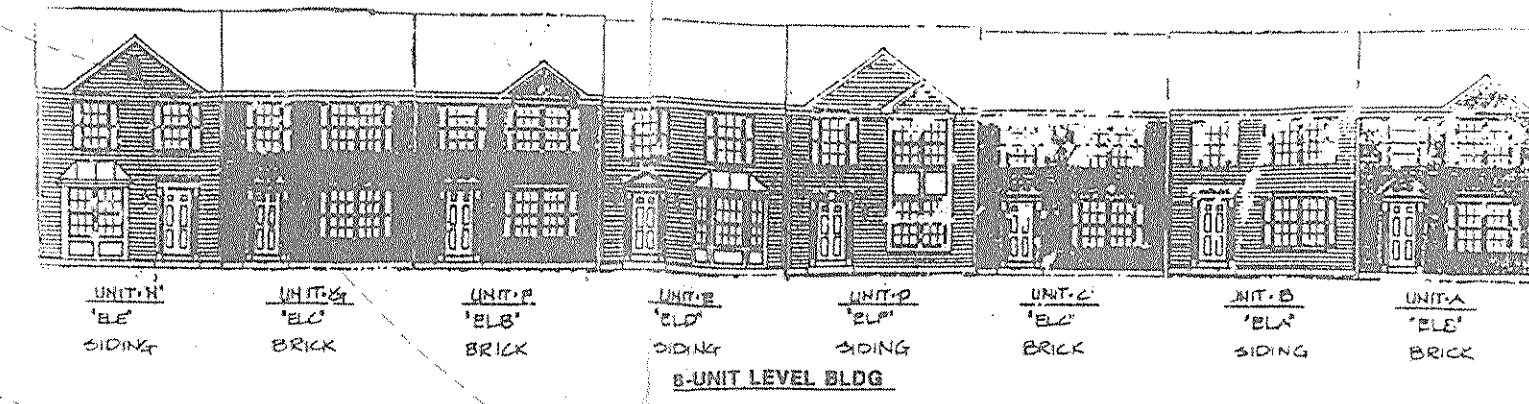 UNIT·H
"ELE"
SIDING
UNIT·G
"ELC"
BRICK
UNIT·F
"ELB"
BRICK
UNIT·E
"ELD"
SIDING
UNIT·D
"ELF"
SIDING
UNIT·C
"ELC"
BRICK
UNIT·B
"ELA"
SIDING
UNIT·A
BRICK
8-UNIT LEVEL BLDG